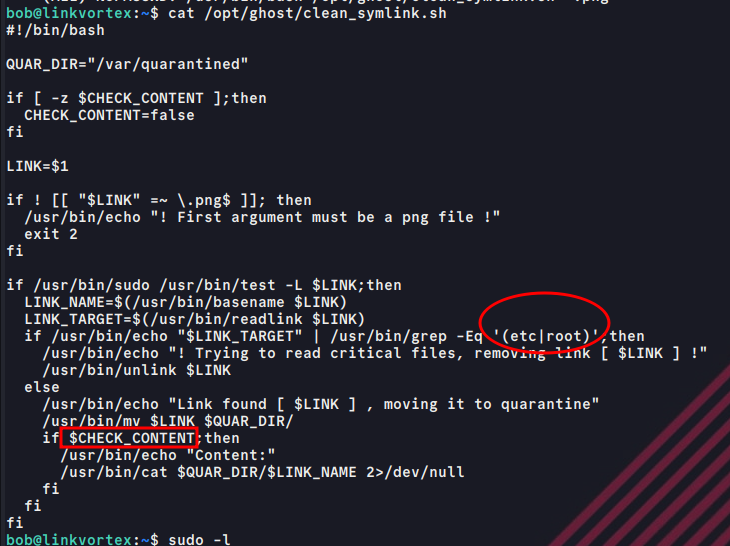 bob@linkvortex:~$ cat /opt/ghost/clean_symlink.sh
#!/bin/bash

QUAR_DIR="/var/quarantined"

if [ -z $CHECK_CONTENT ];then
  CHECK_CONTENT=false
fi

LINK=$1

if ! [[ "$LINK" =~ \.png$ ]]; then
  /usr/bin/echo "! First argument must be a png file !"
  exit 2
fi

if /usr/bin/sudo /usr/bin/test -L $LINK;then
  LINK_NAME=$(/usr/bin/basename $LINK)
  LINK_TARGET=$(/usr/bin/readlink $LINK)
  if /usr/bin/echo "$LINK_TARGET" | /usr/bin/grep -Eq '(etc|root)';then
    /usr/bin/echo "! Trying to read critical files, removing link [ $LINK ] !"
    /usr/bin/unlink $LINK
  else
    /usr/bin/echo "Link found [ $LINK ] , moving it to quarantine"
    /usr/bin/mv $LINK $QUAR_DIR/
    if $CHECK_CONTENT;then
      /usr/bin/echo "Content:"
      /usr/bin/cat $QUAR_DIR/$LINK_NAME 2>/dev/null
    fi
  fi
fi
bob@linkvortex:~$ sudo -l